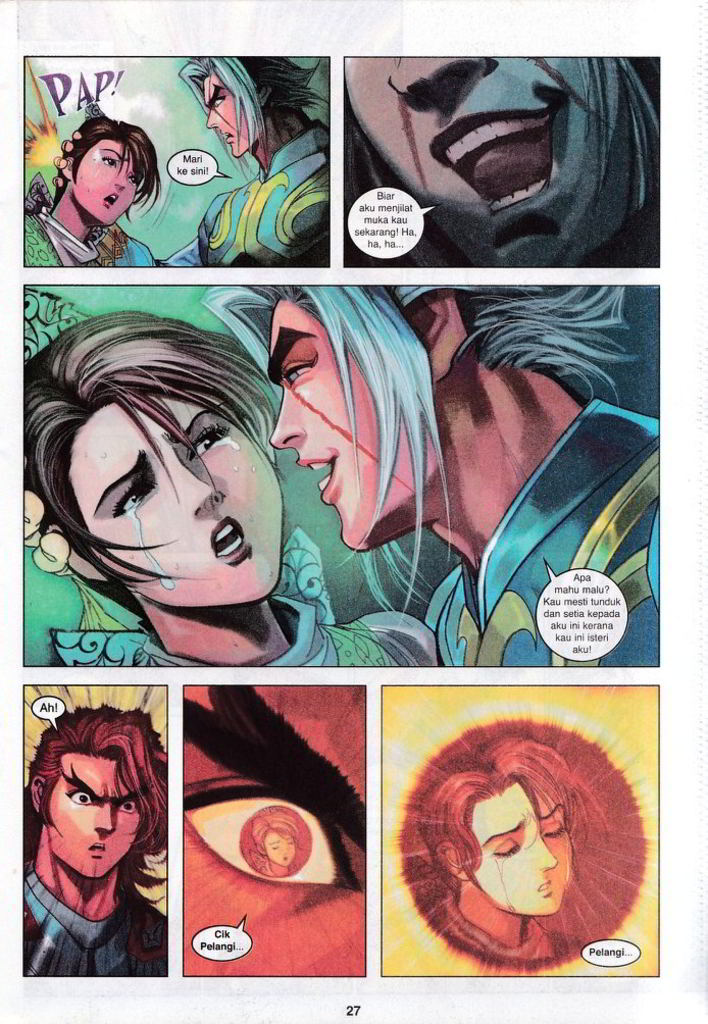 PAP!
Mari
ke sini!
Biar
aku menjilat
muka kau
sekarang! Ha,
ha, ha...
Apa
mahu malu?
Kau mesti tunduk
dan setia kepada
aku ini kerana
kau ini isteri
aku!
Ah!
Cik
Pelangi...
Pelangi...
27